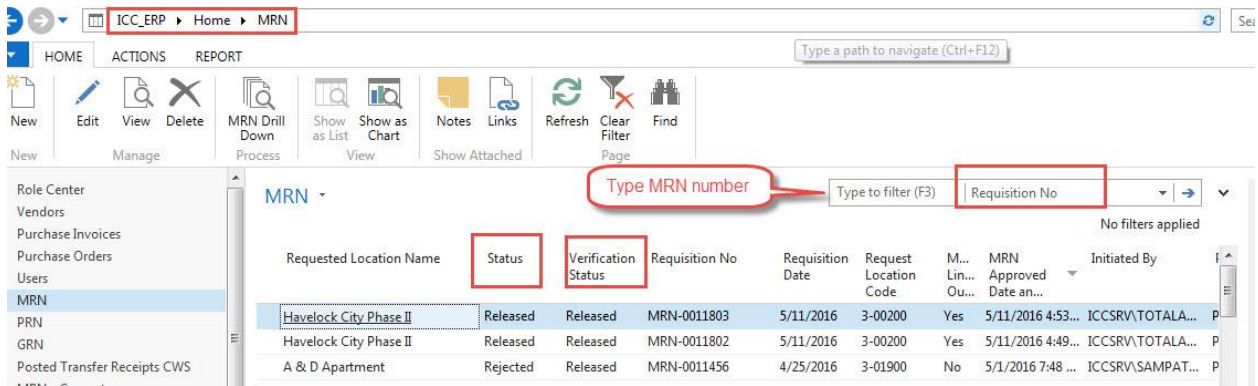 ICC_ERP ▸ Home ▸ MRN
Sea
HOME ACTIONS REPORT
Type a path to navigate (Ctrl+F12)
New Edit View Delete MRN Drill Down Show as List Show as Chart Notes Links Refresh Clear Filter Find
New Manage Process View Show Attached Page
Role Center
Vendors
Purchase Invoices
Purchase Orders
Users
MRN
PRN
GRN
Posted Transfer Receipts CWS
MRN
Type MRN number
Type to filter (F3)
Requisition No
No filters applied
Requested Location Name Status Verification Status Requisition No Requisition Date Request Location Code M... Lin... Ou... MRN Approved Date an... Initiated By
Havelock City Phase II Released Released MRN-0011803 5/11/2016 3-00200 Yes 5/11/2016 4:53... ICCSRV\TOTALA... P
Havelock City Phase II Released Released MRN-0011802 5/11/2016 3-00200 Yes 5/11/2016 4:49... ICCSRV\TOTALA... P
A & D Apartment Rejected Released MRN-0011456 4/25/2016 3-01900 No 5/1/2016 7:48 ... ICCSRV\SAMPAT... P